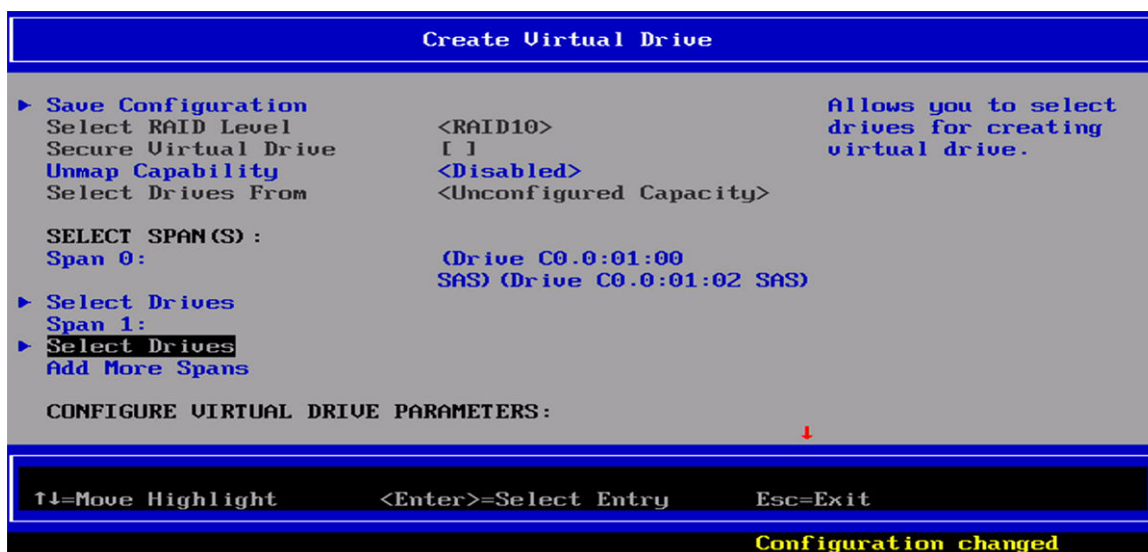 Create Virtual Drive
► Save Configuration
Allows you to select
Select RAID Level <RAID10>
drives for creating
Secure Virtual Drive [ ]
virtual drive.
Unmap Capability <Disabled>
Select Drives From <Unconfigured Capacity>
SELECT SPAN(S):
Span 0: (Drive C0.0:01:00
SAS)(Drive C0.0:01:02 SAS)
► Select Drives
Span 1:
► Select Drives
Add More Spans
CONFIGURE VIRTUAL DRIVE PARAMETERS:
↓
↑↓=Move Highlight <Enter>=Select Entry Esc=Exit
Configuration changed